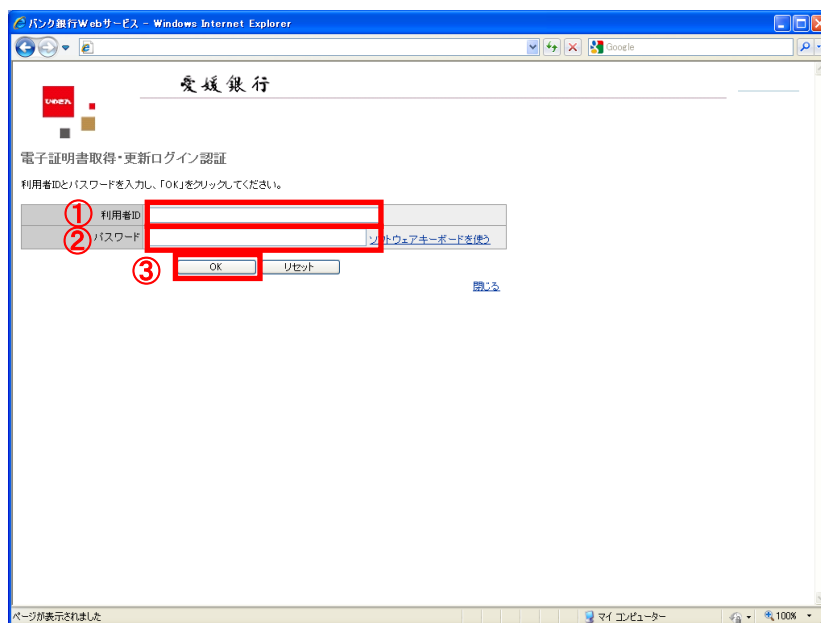 バンク銀行Webサービス - Windows Internet Explorer
Google
ひめぎん
愛媛銀行
電子証明書取得・更新ログイン認証
利用者IDとパスワードを入力し、「OK」をクリックしてください。
① 利用者ID
② パスワード ソフトウェアキーボードを使う
③ OK リセット
閉じる
ページが表示されました マイ コンピューター 100%